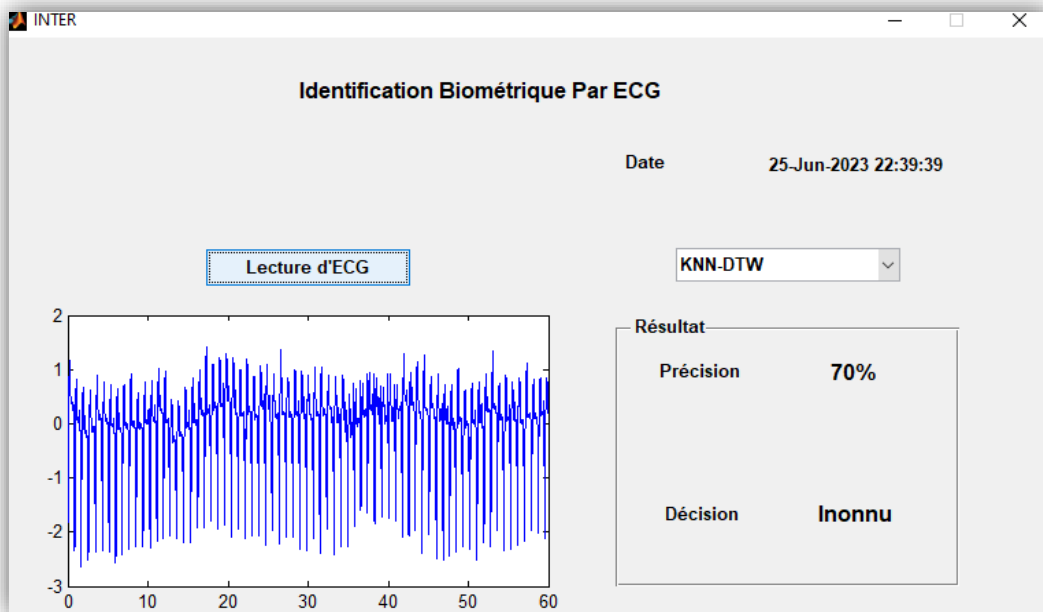 INTER
Identification Biométrique Par ECG
Date 25-Jun-2023 22:39:39
Lecture d'ECG
KNN-DTW
2
1
0
-1
-2
-3
0 10 20 30 40 50 60
Résultat
Précision 70%
Décision Inonnu